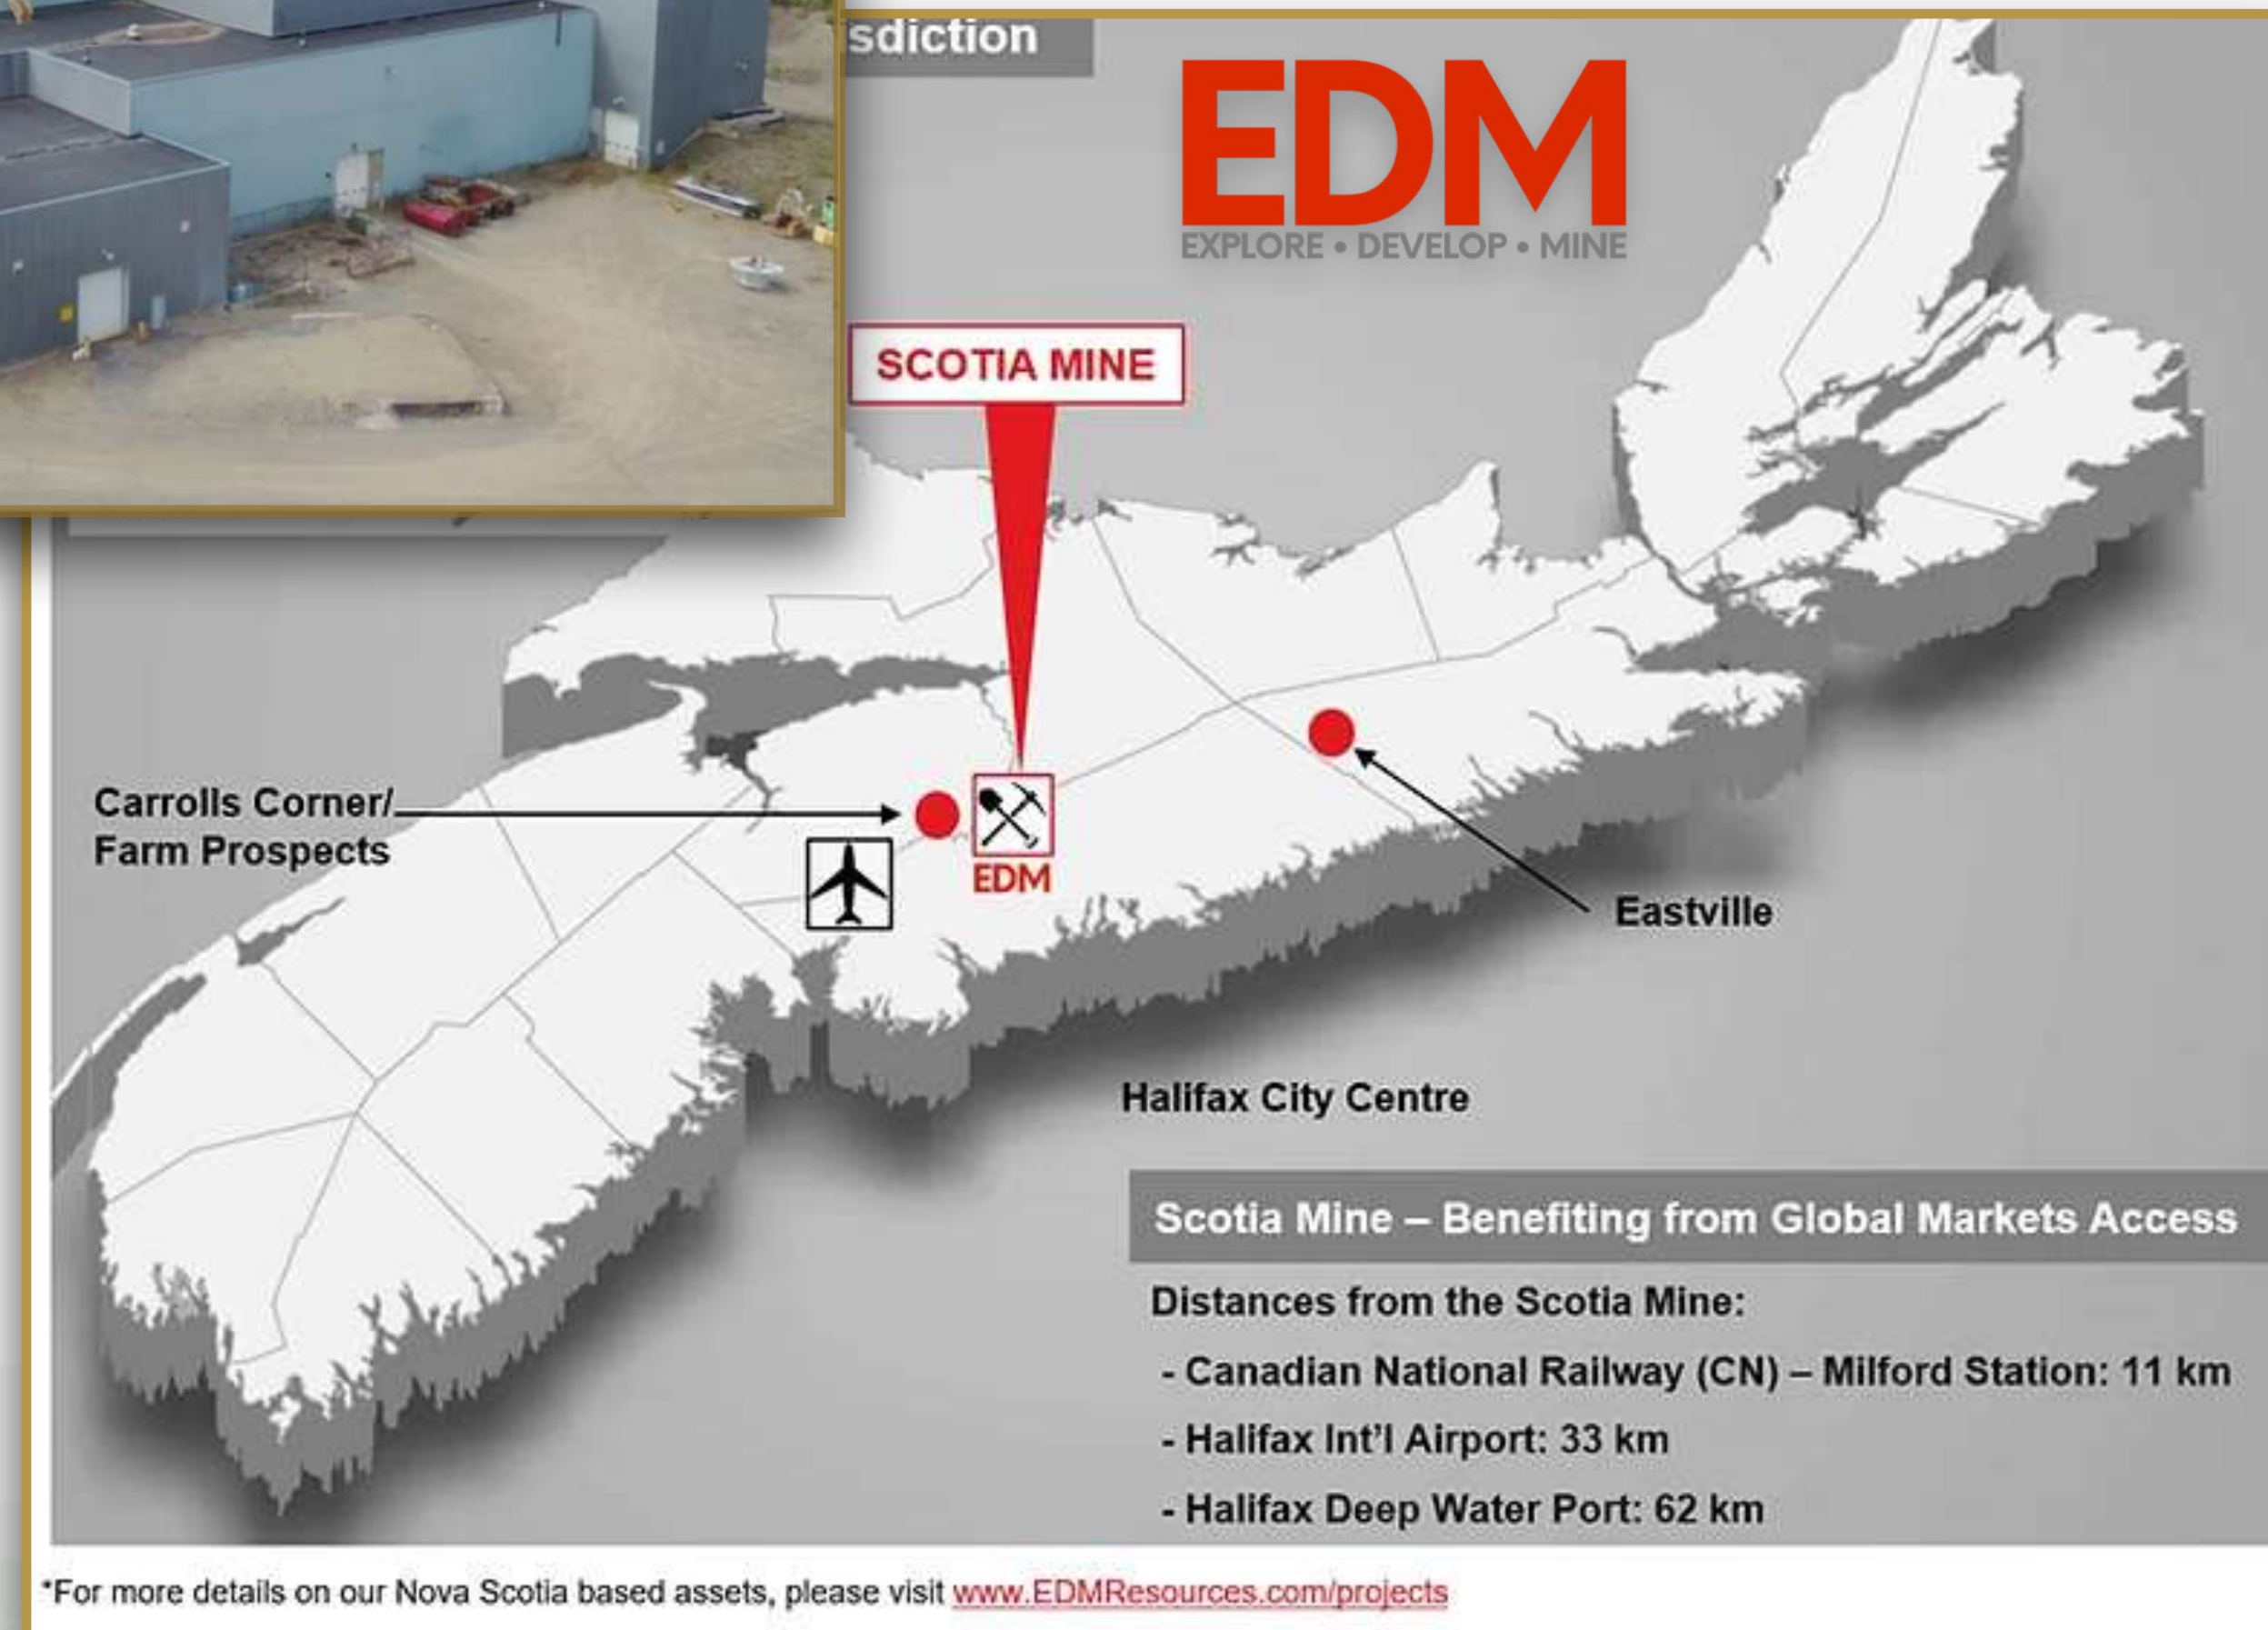 EDM
EXPLORE • DEVELOP • MINE
SCOTIA MINE
Carrolls Corner/
Farm Prospects
EDM
Eastville
Halifax City Centre
Scotia Mine – Benefiting from Global Markets Access
Distances from the Scotia Mine:
- Canadian National Railway (CN) – Milford Station: 11 km
- Halifax Int'l Airport: 33 km
- Halifax Deep Water Port: 62 km
*For more details on our Nova Scotia based assets, please visit www.EDMResources.com/projects